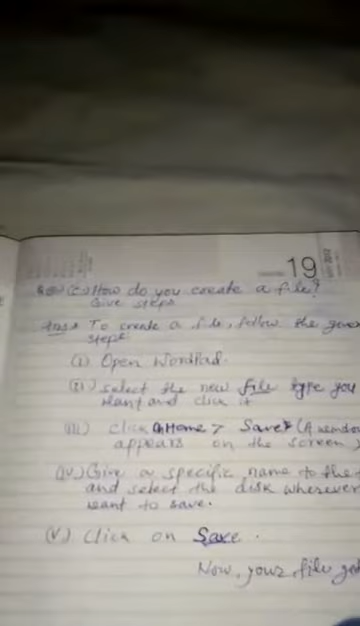 19
(c) How do you create a file?
Give steps
Ans To create a file, follow the given
steps
(i) Open WordPad.
(ii) select the new file type you
want and click it
(iii) click Home > Save (A window
appears on the screen)
(iv) Give a specific name to the
and select the disk wherever
want to save.
(v) click on Save.
Now, your file